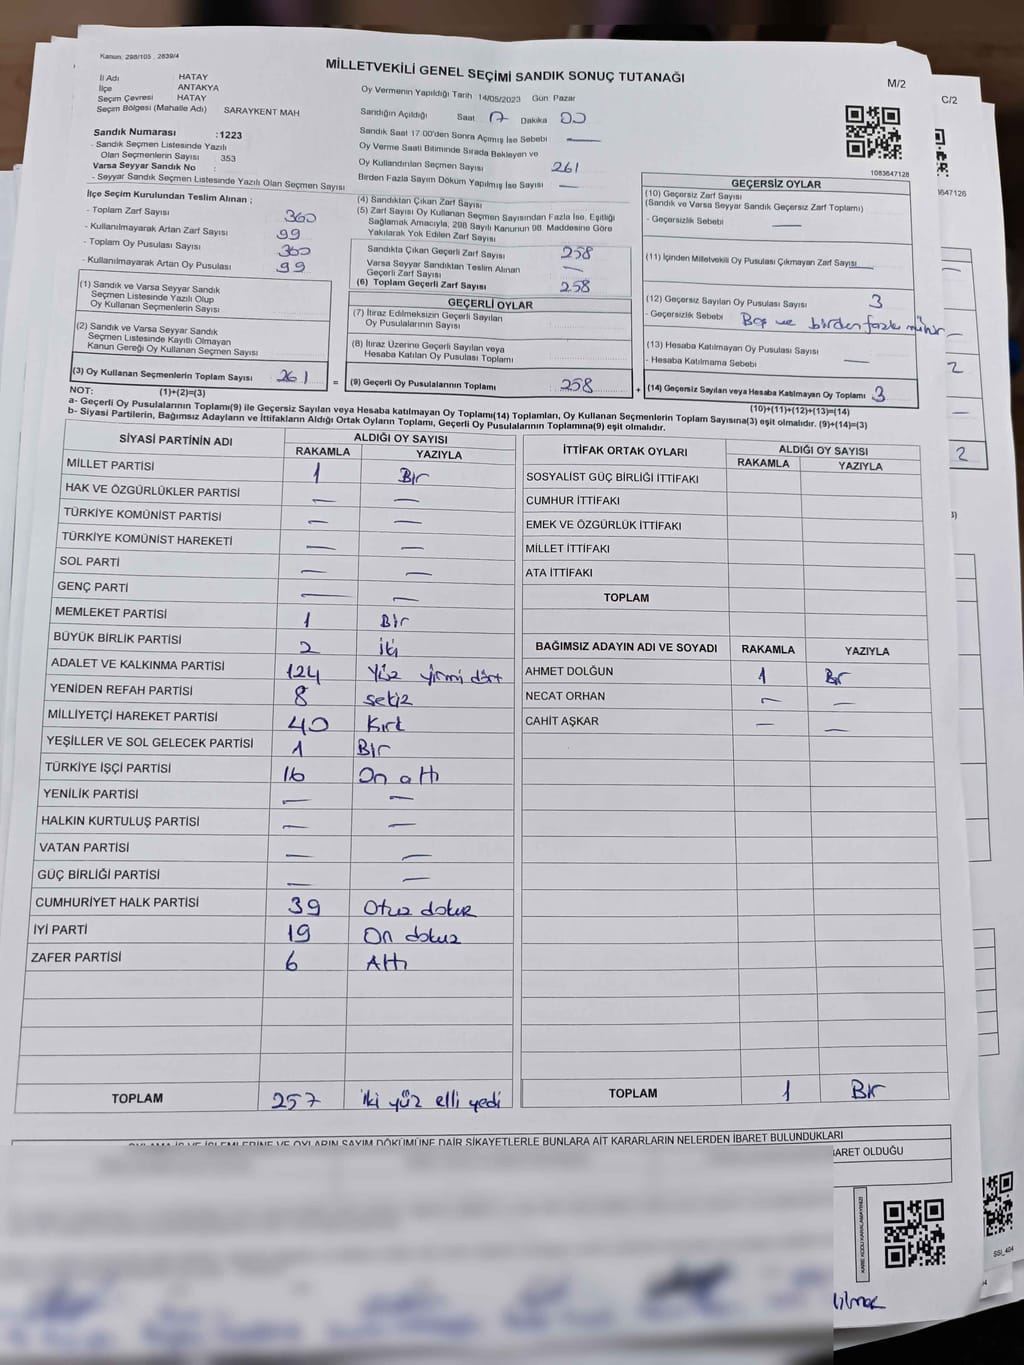 Kanun: 298/105 , 2839/4
MİLLETVEKİLİ GENEL SEÇİMİ SANDIK SONUÇ TUTANAĞI
M/2
C/2
İl Adı HATAY
İlçe ANTAKYA
Seçim Çevresi HATAY
Seçim Bölgesi (Mahalle Adı) SARAYKENT MAH
Sandık Numarası :1223
- Sandık Seçmen Listesinde Yazılı
Olan Seçmenlerin Sayısı 353
Varsa Seyyar Sandık No :
- Seyyar Sandık Seçmen Listesinde Yazılı Olan Seçmen Sayısı
Oy Vermenin Yapıldığı Tarih 14/05/2023 Gün Pazar
Sandığın Açıldığı Saat 17 Dakika 00
Sandık Saat 17:00'den Sonra Açılmış İse Sebebi —
Oy Verme Saati Bitiminde Sırada Bekleyen ve
Oy Kullandırılan Seçmen Sayısı 261
Birden Fazla Sayım Döküm Yapılmış İse Sayısı —
1083647128
647126
İlçe Seçim Kurulundan Teslim Alınan ;
- Toplam Zarf Sayısı 360
- Kullanılmayarak Artan Zarf Sayısı 99
- Toplam Oy Pusulası Sayısı 360
- Kullanılmayarak Artan Oy Pusulası 99
(1) Sandık ve Varsa Seyyar Sandık
Seçmen Listesinde Yazılı Olup
Oy Kullanan Seçmenlerin Sayısı
(2) Sandık ve Varsa Seyyar Sandık
Seçmen Listesinde Kayıtlı Olmayan
Kanun Gereği Oy Kullanan Seçmen Sayısı
(3) Oy Kullanan Seçmenlerin Toplam Sayısı 261
(1)+(2)=(3)
=
(4) Sandıktan Çıkan Zarf Sayısı
(5) Zarf Sayısı Oy Kullanan Seçmen Sayısından Fazla İse, Eşitliği
Sağlamak Amacıyla, 298 Sayılı Kanunun 98. Maddesine Göre
Yakılarak Yok Edilen Zarf Sayısı
Sandıkta Çıkan Geçerli Zarf Sayısı 258
Varsa Seyyar Sandıktan Teslim Alınan
Geçerli Zarf Sayısı —
(6) Toplam Geçerli Zarf Sayısı 258
GEÇERLİ OYLAR
(7) İtiraz Edilmeksizin Geçerli Sayılan
Oy Pusulalarının Sayısı
(8) İtiraz Üzerine Geçerli Sayılan veya
Hesaba Katılan Oy Pusulası Toplamı
(9) Geçerli Oy Pusulalarının Toplamı 258
+
GEÇERSİZ OYLAR
(10) Geçersiz Zarf Sayısı
(Sandık ve Varsa Seyyar Sandık Geçersiz Zarf Toplamı)
- Geçersizlik Sebebi —
(11) İçinden Milletvekili Oy Pusulası Çıkmayan Zarf Sayısı —
(12) Geçersiz Sayılan Oy Pusulası Sayısı 3
- Geçersizlik Sebebi Boş ve birden fazla mühür
(13) Hesaba Katılmayan Oy Pusulası Sayısı —
- Hesaba Katılmama Sebebi
(14) Geçersiz Sayılan veya Hesaba Katılmayan Oy Toplamı 3
(10)+(11)+(12)+(13)=(14)
NOT:
a- Geçerli Oy Pusulalarının Toplamı(9) ile Geçersiz Sayılan veya Hesaba katılmayan Oy Toplamı(14) Toplamları, Oy Kullanan Seçmenlerin Toplam Sayısına(3) eşit olmalıdır. (9)+(14)=(3)
b- Siyasi Partilerin, Bağımsız Adayların ve İttifakların Aldığı Ortak Oyların Toplamı, Geçerli Oy Pusulalarının Toplamına(9) eşit olmalıdır.
SİYASİ PARTİNİN ADI ALDIĞI OY SAYISI
RAKAMLA YAZIYLA
MİLLET PARTİSİ 1 Bir
HAK VE ÖZGÜRLÜKLER PARTİSİ — —
TÜRKİYE KOMÜNİST PARTİSİ — —
TÜRKİYE KOMÜNİST HAREKETİ — —
SOL PARTİ — —
GENÇ PARTİ — —
MEMLEKET PARTİSİ 1 Bir
BÜYÜK BİRLİK PARTİSİ 2 iki
ADALET VE KALKINMA PARTİSİ 124 Yüz yirmi dört
YENİDEN REFAH PARTİSİ 8 sekiz
MİLLİYETÇİ HAREKET PARTİSİ 40 Kırk
YEŞİLLER VE SOL GELECEK PARTİSİ 1 Bir
TÜRKİYE İŞÇİ PARTİSİ 16 On altı
YENİLİK PARTİSİ — —
HALKIN KURTULUŞ PARTİSİ — —
VATAN PARTİSİ — —
GÜÇ BİRLİĞİ PARTİSİ — —
CUMHURİYET HALK PARTİSİ 39 Otuz dokuz
İYİ PARTİ 19 On dokuz
ZAFER PARTİSİ 6 Altı
TOPLAM 257 iki yüz elli yedi
İTTİFAK ORTAK OYLARI ALDIĞI OY SAYISI
RAKAMLA YAZIYLA
SOSYALİST GÜÇ BİRLİĞİ İTTİFAKI
CUMHUR İTTİFAKI
EMEK VE ÖZGÜRLÜK İTTİFAKI
MİLLET İTTİFAKI
ATA İTTİFAKI
TOPLAM
BAĞIMSIZ ADAYIN ADI VE SOYADI RAKAMLA YAZIYLA
AHMET DOLĞUN 1 Bir
NECAT ORHAN — —
CAHİT AŞKAR — —
TOPLAM 1 Bir
2
2
OYLAMA İŞ VE İŞLEMLERİNE VE OYLARIN SAYIM DÖKÜMÜNE DAİR ŞİKAYETLERLE BUNLARA AİT KARARLARIN NELERDEN İBARET BULUNDUKLARI
BARET OLDUĞU
KARE KODU KARALAMAYINIZ!
SSİ_404